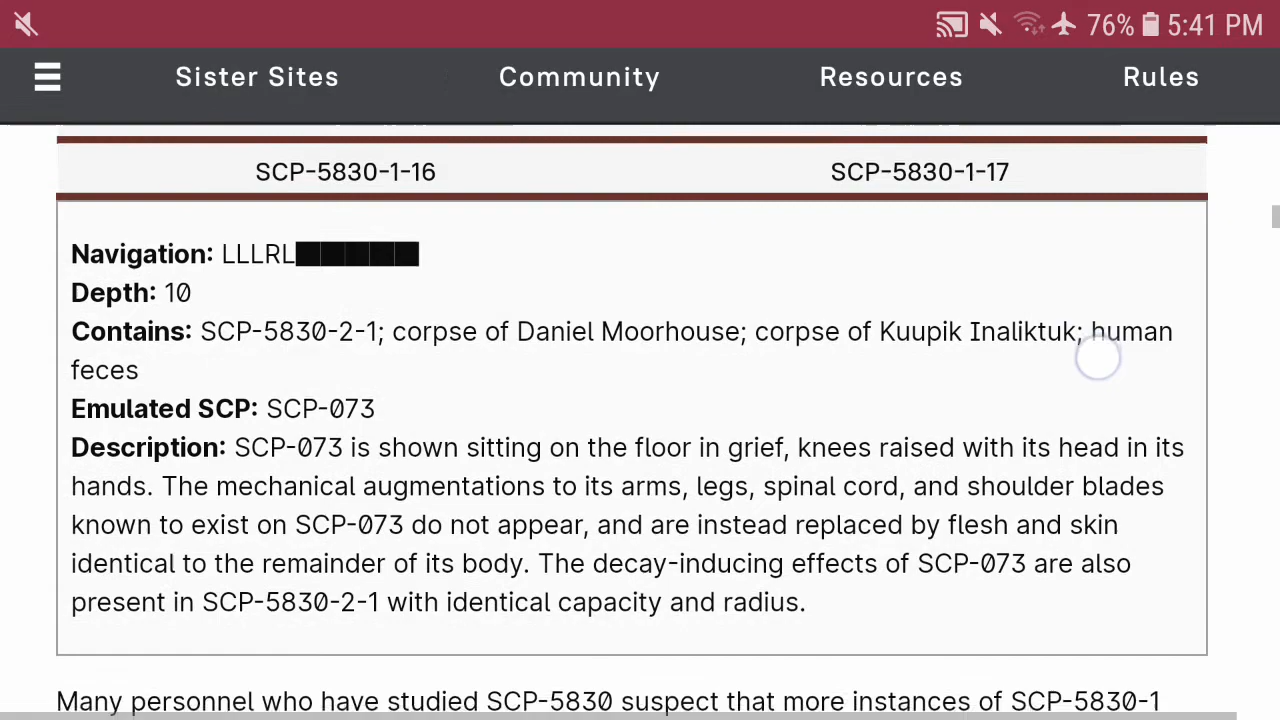 76% 5:41 PM
Sister Sites Community Resources Rules
SCP-5830-1-16 SCP-5830-1-17
Navigation: LLLRL██████
Depth: 10
Contains: SCP-5830-2-1; corpse of Daniel Moorhouse; corpse of Kuupik Inaliktuk; human
feces
Emulated SCP: SCP-073
Description: SCP-073 is shown sitting on the floor in grief, knees raised with its head in its
hands. The mechanical augmentations to its arms, legs, spinal cord, and shoulder blades
known to exist on SCP-073 do not appear, and are instead replaced by flesh and skin
identical to the remainder of its body. The decay-inducing effects of SCP-073 are also
present in SCP-5830-2-1 with identical capacity and radius.
Many personnel who have studied SCP-5830 suspect that more instances of SCP-5830-1